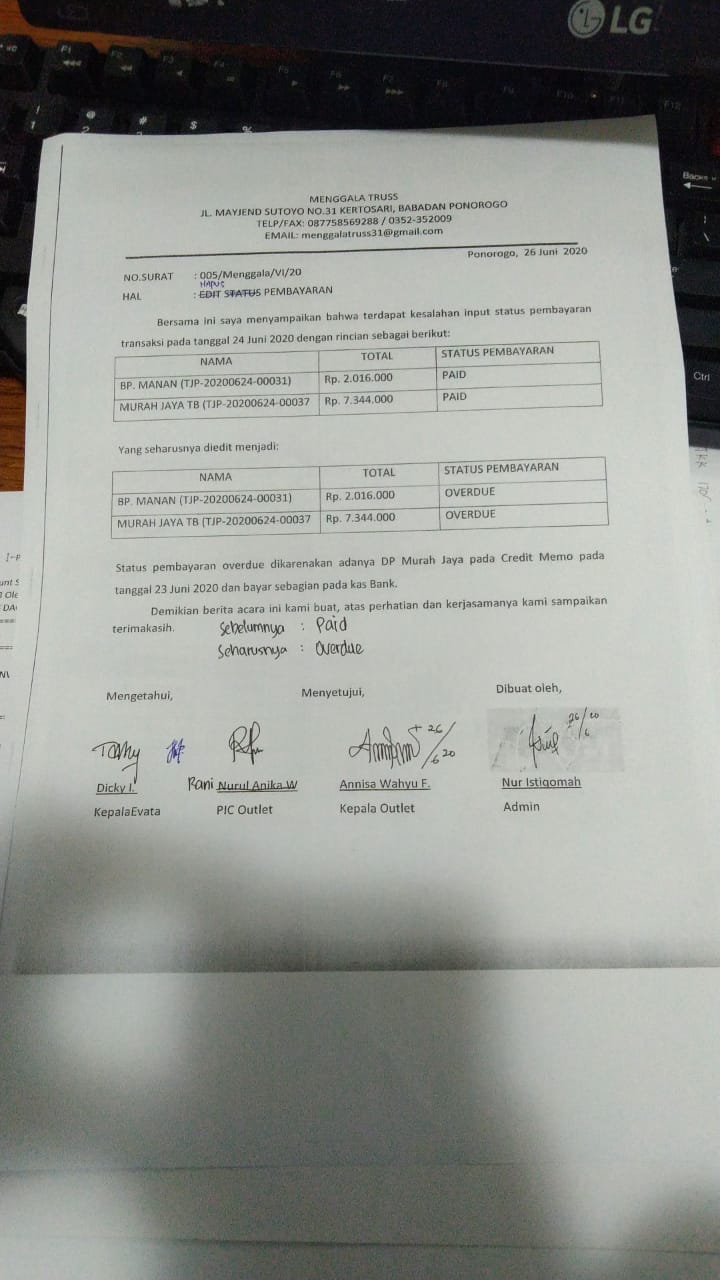 LG
MENGGALA TRUSS
JL. MAYJEND SUTOYO NO.31 KERTOSARI, BABADAN PONOROGO
TELP/FAX: 087758569288 / 0352-352009
EMAIL: menggalatruss31@gmail.com
Ponorogo, 26 Juni 2020
NO.SURAT : 005/Menggala/VI/20
HAPUS
HAL : EDIT STATUS PEMBAYARAN
Bersama ini saya menyampaikan bahwa terdapat kesalahan input status pembayaran
transaksi pada tanggal 24 Juni 2020 dengan rincian sebagai berikut:
NAMA TOTAL STATUS PEMBAYARAN
BP. MANAN (TJP-20200624-00031) Rp. 2.016.000 PAID
MURAH JAYA TB (TJP-20200624-00037 Rp. 7.344.000 PAID
Yang seharusnya diedit menjadi:
NAMA TOTAL STATUS PEMBAYARAN
BP. MANAN (TJP-20200624-00031) Rp. 2.016.000 OVERDUE
MURAH JAYA TB (TJP-20200624-00037 Rp. 7.344.000 OVERDUE
Status pembayaran overdue dikarenakan adanya DP Murah Jaya pada Credit Memo pada
tanggal 23 Juni 2020 dan bayar sebagian pada kas Bank.
Demikian berita acara ini kami buat, atas perhatian dan kerjasamanya kami sampaikan
terimakasih.
Sebelumnya : Paid
Seharusnya : Overdue
Mengetahui, Menyetujui, Dibuat oleh,
26/6 20 26/6 20
Dicky I. Rani Nurul Anika W Annisa Wahyu F. Nur Istiqomah
KepalaEvata PIC Outlet Kepala Outlet Admin